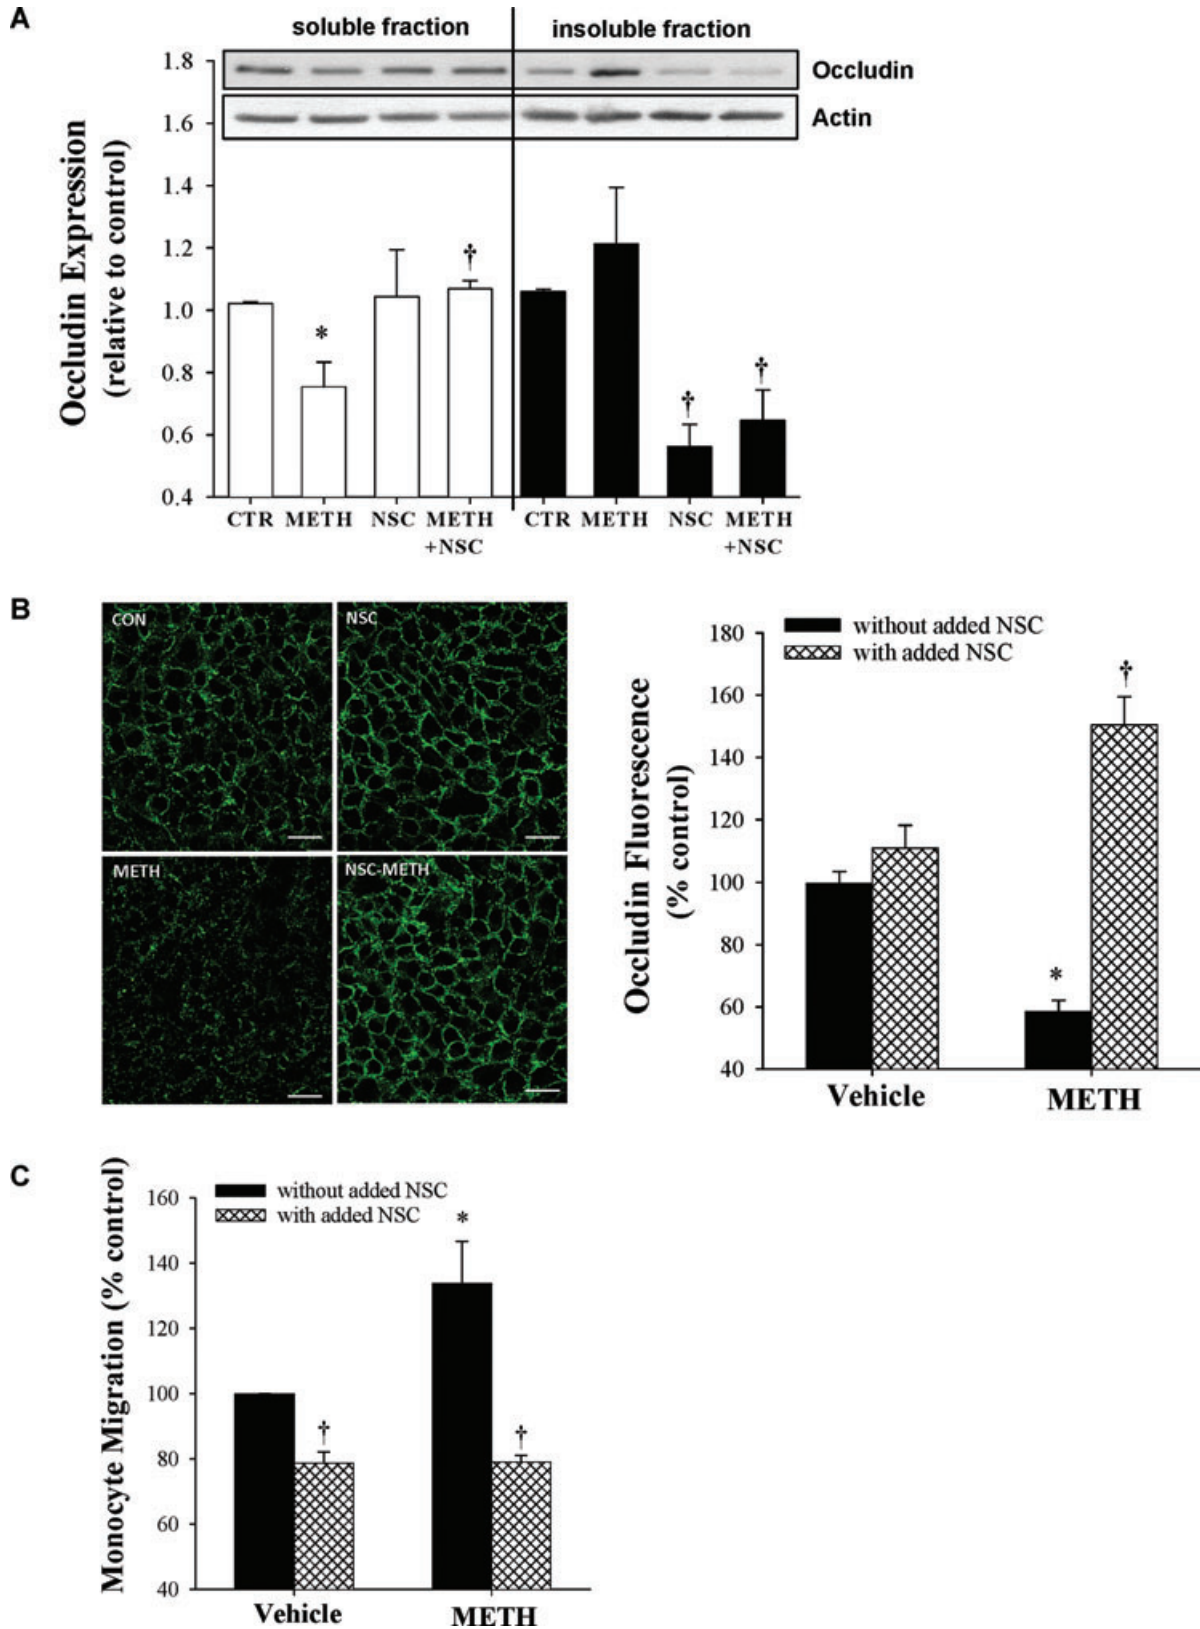 A
soluble fraction
insoluble fraction
Occludin
Actin
Occludin Expression
(relative to control)
1.8
1.6
1.4
1.2
1.0
0.8
0.6
0.4
*
†
†
†
CTR METH NSC METH CTR METH NSC METH
+NSC +NSC
B
CON
NSC
METH
NSC-METH
Occludin Fluorescence
(% control)
180
160
140
120
100
80
60
40
without added NSC
with added NSC
*
†
Vehicle METH
C
Monocyte Migration (% control)
160
140
120
100
80
60
40
without added NSC
with added NSC
†
*
†
Vehicle METH